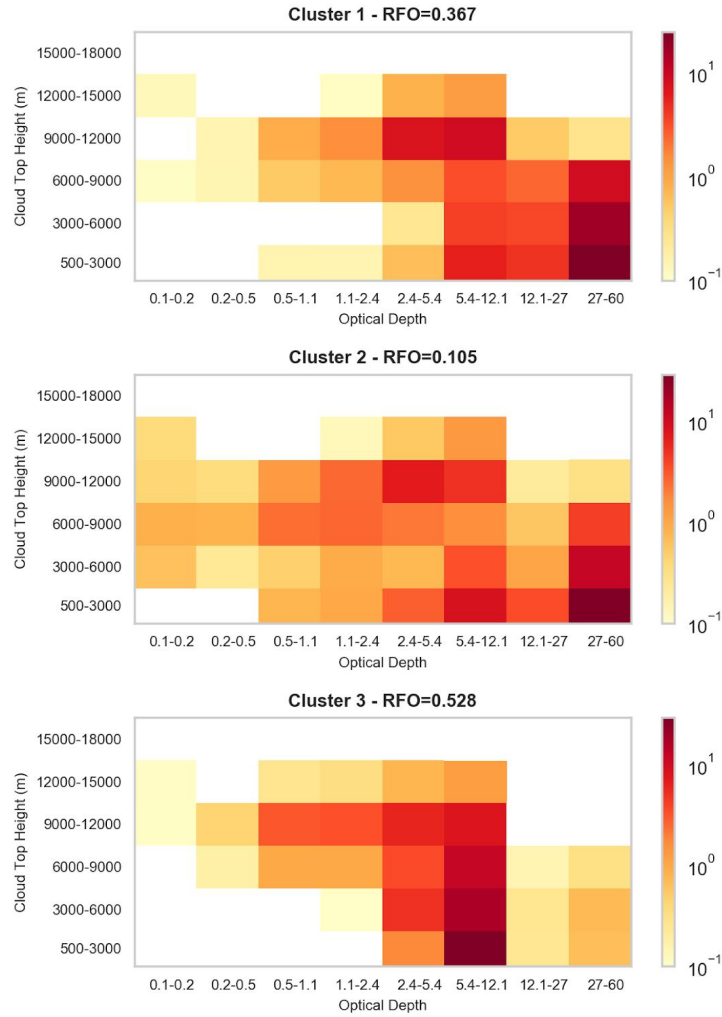 Cluster 1 - RFO=0.367
Cloud Top Height (m)
15000-18000
12000-15000
9000-12000
6000-9000
3000-6000
500-3000
0.1-0.2 0.2-0.5 0.5-1.1 1.1-2.4 2.4-5.4 5.4-12.1 12.1-27 27-60
Optical Depth
10^1
10^0
10^−1
Cluster 2 - RFO=0.105
Cloud Top Height (m)
15000-18000
12000-15000
9000-12000
6000-9000
3000-6000
500-3000
0.1-0.2 0.2-0.5 0.5-1.1 1.1-2.4 2.4-5.4 5.4-12.1 12.1-27 27-60
Optical Depth
10^1
10^0
10^−1
Cluster 3 - RFO=0.528
Cloud Top Height (m)
15000-18000
12000-15000
9000-12000
6000-9000
3000-6000
500-3000
0.1-0.2 0.2-0.5 0.5-1.1 1.1-2.4 2.4-5.4 5.4-12.1 12.1-27 27-60
Optical Depth
10^1
10^0
10^−1